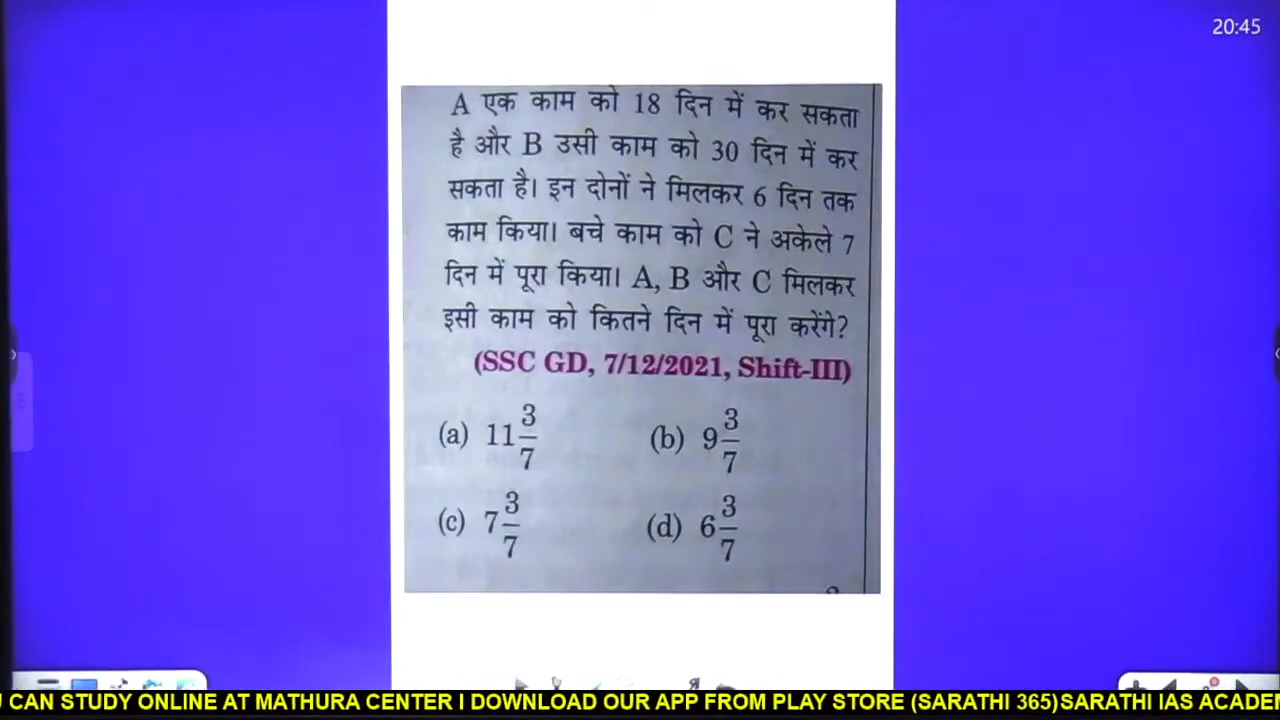 20:45
A एक काम को 18 दिन में कर सकता
है और B उसी काम को 30 दिन में कर
सकता है। इन दोनों ने मिलकर 6 दिन तक
काम किया। बचे काम को C ने अकेले 7
दिन में पूरा किया। A, B और C मिलकर
इसी काम को कितने दिन में पूरा करेंगे?
(SSC GD, 7/12/2021, Shift-III)
(a) 11 3/7 (b) 9 3/7
(c) 7 3/7 (d) 6 3/7
CAN STUDY ONLINE AT MATHURA CENTER I DOWNLOAD OUR APP FROM PLAY STORE (SARATHI 365)SARATHI IAS